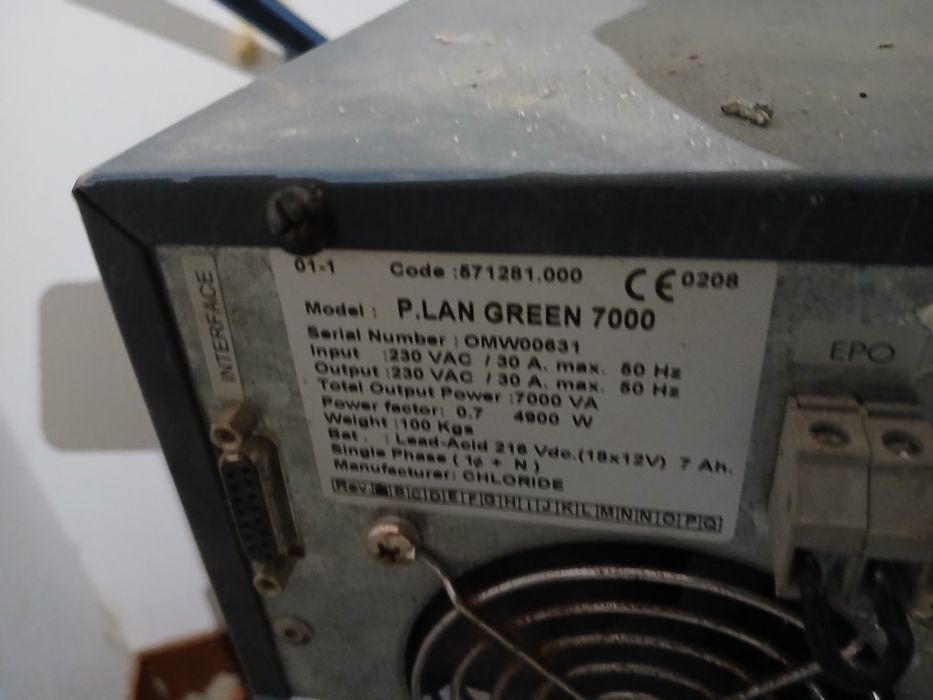 01-1 Code :571281.000 CE 0208
Model : P.LAN GREEN 7000
Serial Number : OMW00631
Input :230 VAC / 30 A. max. 50 Hz
Output :230 VAC / 30 A. max. 50 Hz
Total Output Power :7000 VA
Power factor: 0.7 4900 W
Weight :100 Kgs
Bat. : Lead-Acid 216 Vdc.(18x12V) 7 Ah.
Single Phase ( 1ø + N )
Manufacturer: CHLORIDE
Rev B C D E F G H I J K L M N N O P Q
INTERFACE
EPO